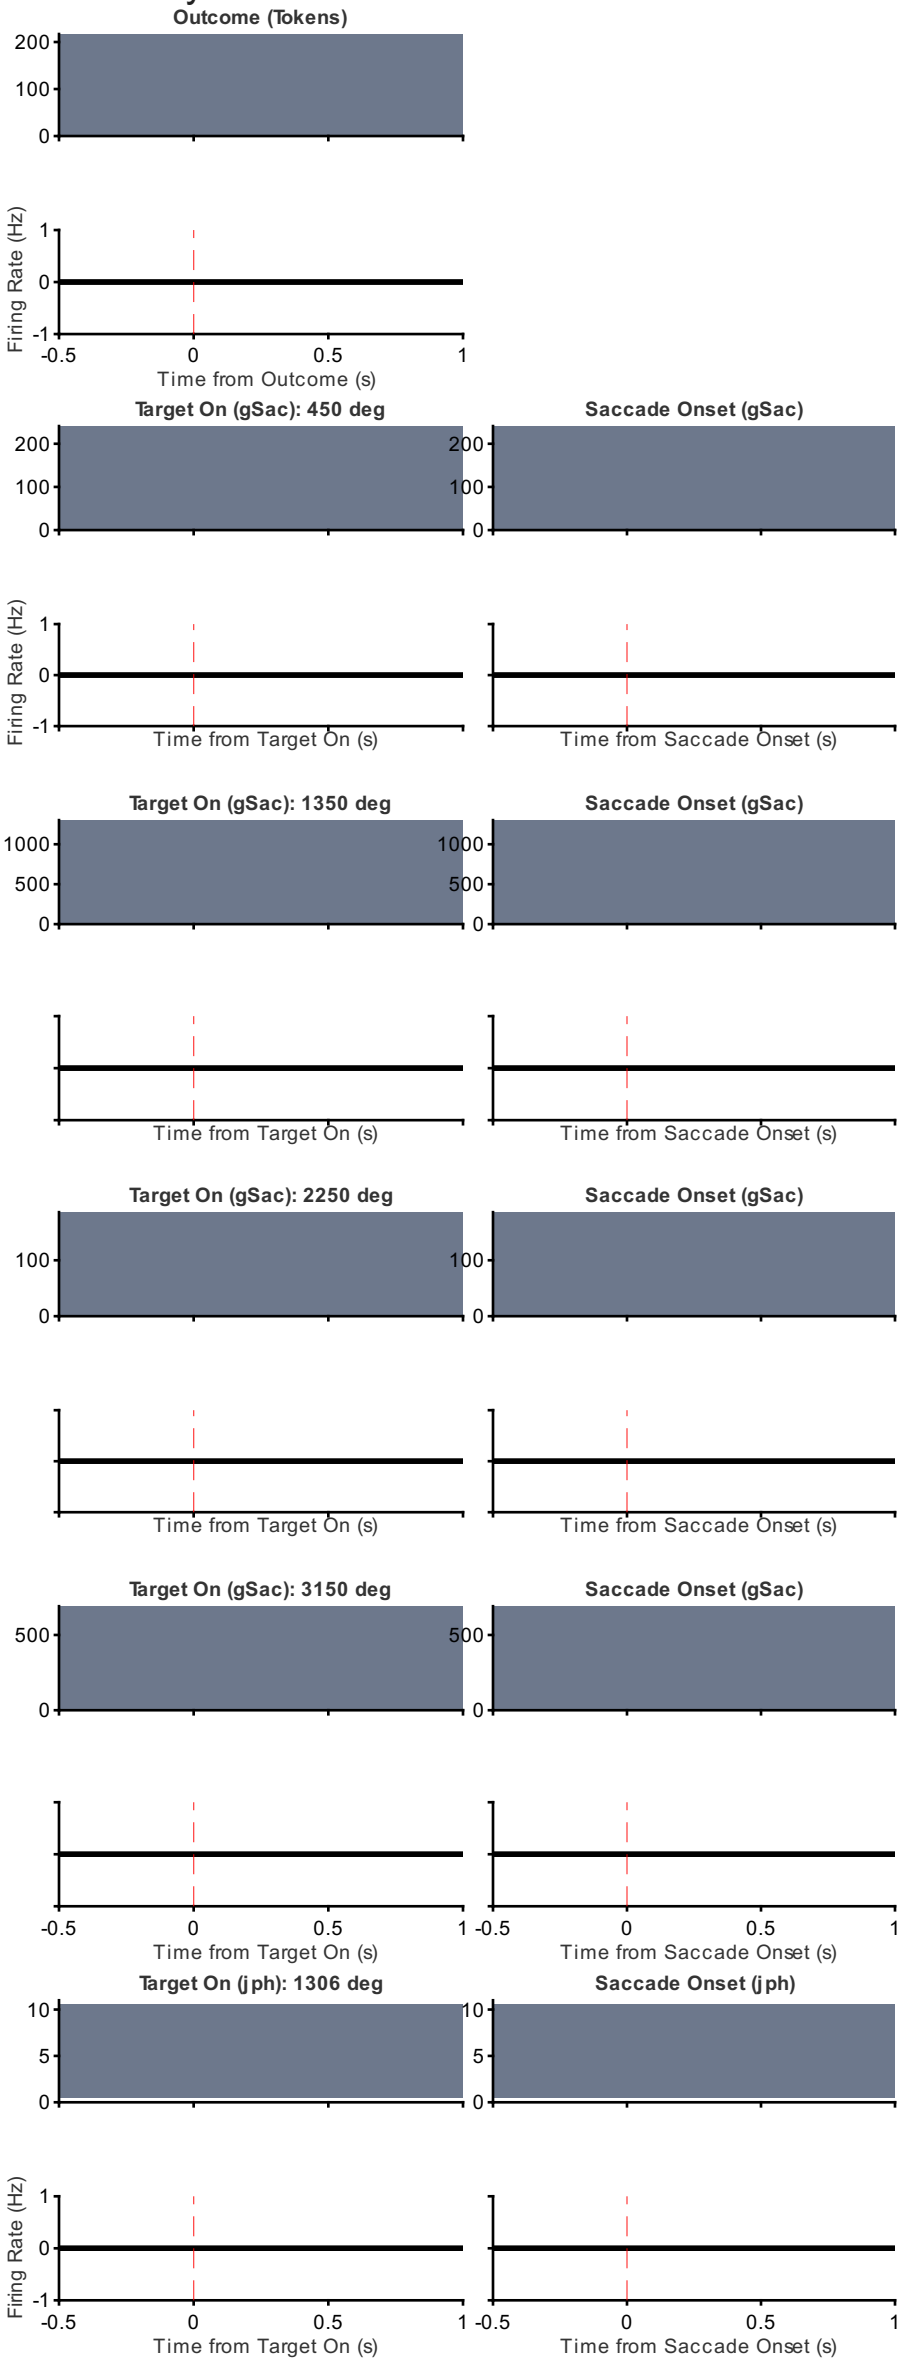 Outcome (Tokens)
200
100
0
Firing Rate (Hz)
1
0
-1
-0.5 0 0.5 1
Time from Outcome (s)
Target On (gSac): 450 deg Saccade Onset (gSac)
200 200
100 100
0 0
Firing Rate (Hz)
1
0
-1
Time from Target On (s) Time from Saccade Onset (s)
Target On (gSac): 1350 deg Saccade Onset (gSac)
1000 1000
500 500
0 0
Time from Target On (s) Time from Saccade Onset (s)
Target On (gSac): 2250 deg Saccade Onset (gSac)
100 100
0 0
Time from Target On (s) Time from Saccade Onset (s)
Target On (gSac): 3150 deg Saccade Onset (gSac)
500 500
0 0
-0.5 0 0.5 1 -0.5 0 0.5 1
Time from Target On (s) Time from Saccade Onset (s)
Target On (jph): 1306 deg Saccade Onset (jph)
10 10
5 5
0 0
Firing Rate (Hz)
1
0
-1
-0.5 0 0.5 1 -0.5 0 0.5 1
Time from Target On (s) Time from Saccade Onset (s)